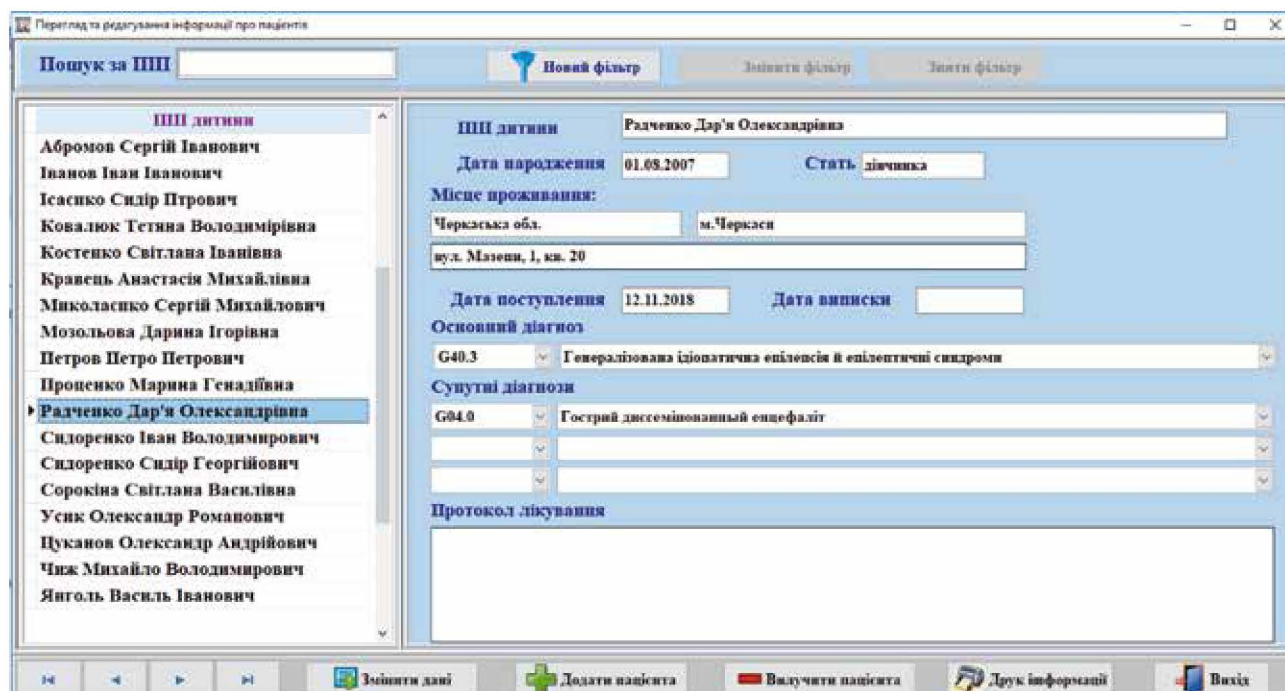 Перегляд та редагування інформації про пацієнтів
Пошук за ПІП
Новий фільтр
Змінити фільтр
Зняти фільтр
ПІП дитини
Абромов Сергій Іванович
Іванов Іван Іванович
Ісаєнко Сидір Птрович
Ковалюк Тетяна Володимірівна
Костенко Світлана Іванівна
Кравець Анастасія Михайлівна
Миколаєнко Сергій Михайлович
Мозольова Дарина Ігорівна
Петров Петро Петрович
Проценко Марина Генадіївна
Радченко Дар'я Олександрівна
Сидоренко Іван Володимирович
Сидоренко Сидір Георгійович
Сорокіна Світлана Василівна
Усик Олександр Романович
Цуканов Олександр Андрійович
Чиж Михайло Володимирович
Янголь Василь Іванович
ПІП дитини Радченко Дар'я Олександрівна
Дата народження 01.08.2007 Стать дівчинка
Місце проживання:
Черкаська обл. м.Черкаси
вул. Мазепи, 1, кв. 20
Дата поступлення 12.11.2018 Дата виписки
Основний діагноз
G40.3 Генералізована ідіопатична епілепсія й епілептичні синдроми
Супутні діагнози
G04.0 Гострий диссемінованный енцефаліт
Протокол лікування
Змінити дані
Додати пацієнта
Вилучити пацієнта
Друк інформації
Вихід